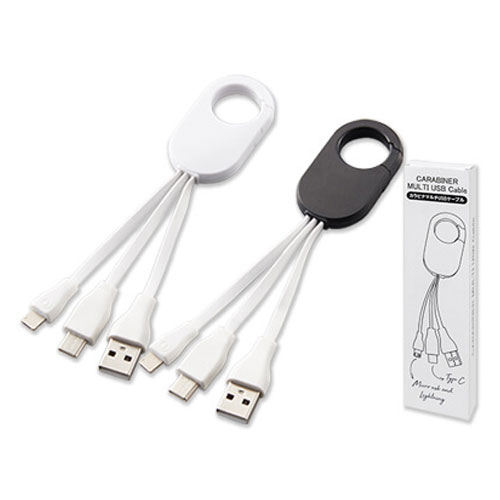 CARABINER
MULTI USB Cable
カラビナマルチUSBケーブル
Type C
Micro usb and
Lightning